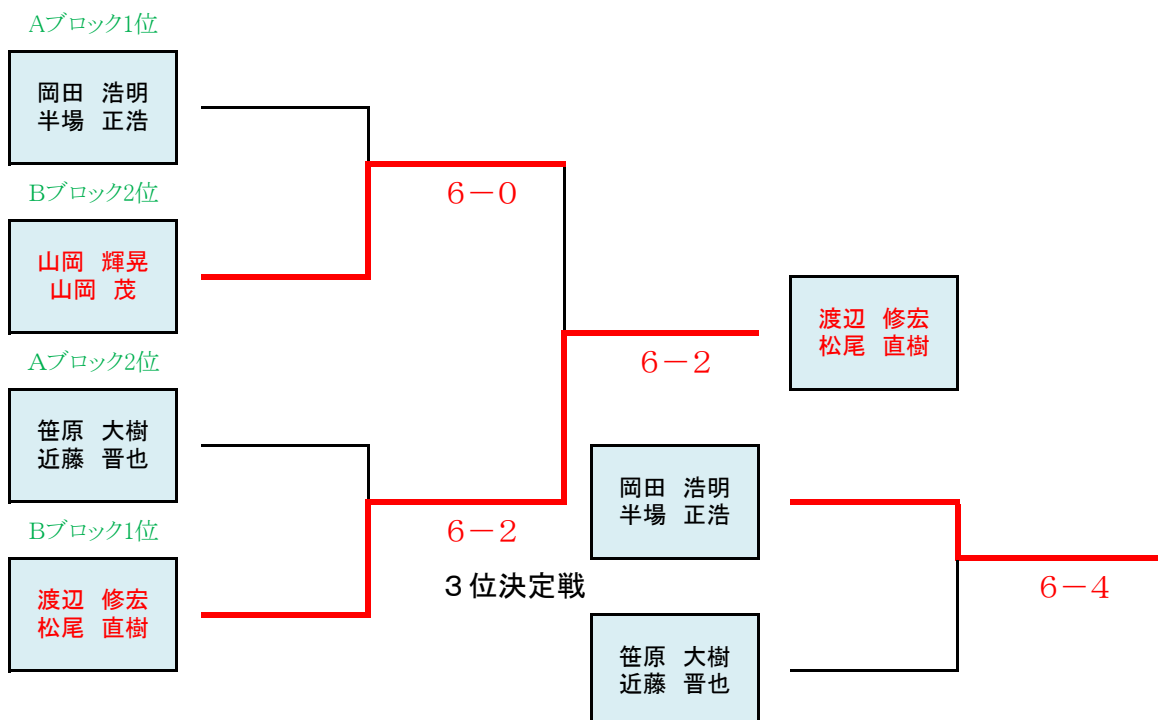 Aブロック1位
岡田　浩明
半場　正浩
Bブロック2位
山岡　輝晃
山岡　茂
6－0
Aブロック2位
笹原　大樹
近藤　晋也
Bブロック1位
渡辺　修宏
松尾　直樹
6－2
6－2
渡辺　修宏
松尾　直樹
３位決定戦
岡田　浩明
半場　正浩
笹原　大樹
近藤　晋也
6－4